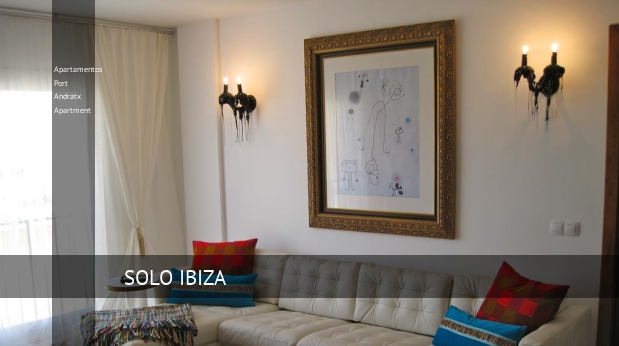 Apartamentos
Port
Andratx
Apartment
SOLO IBIZA